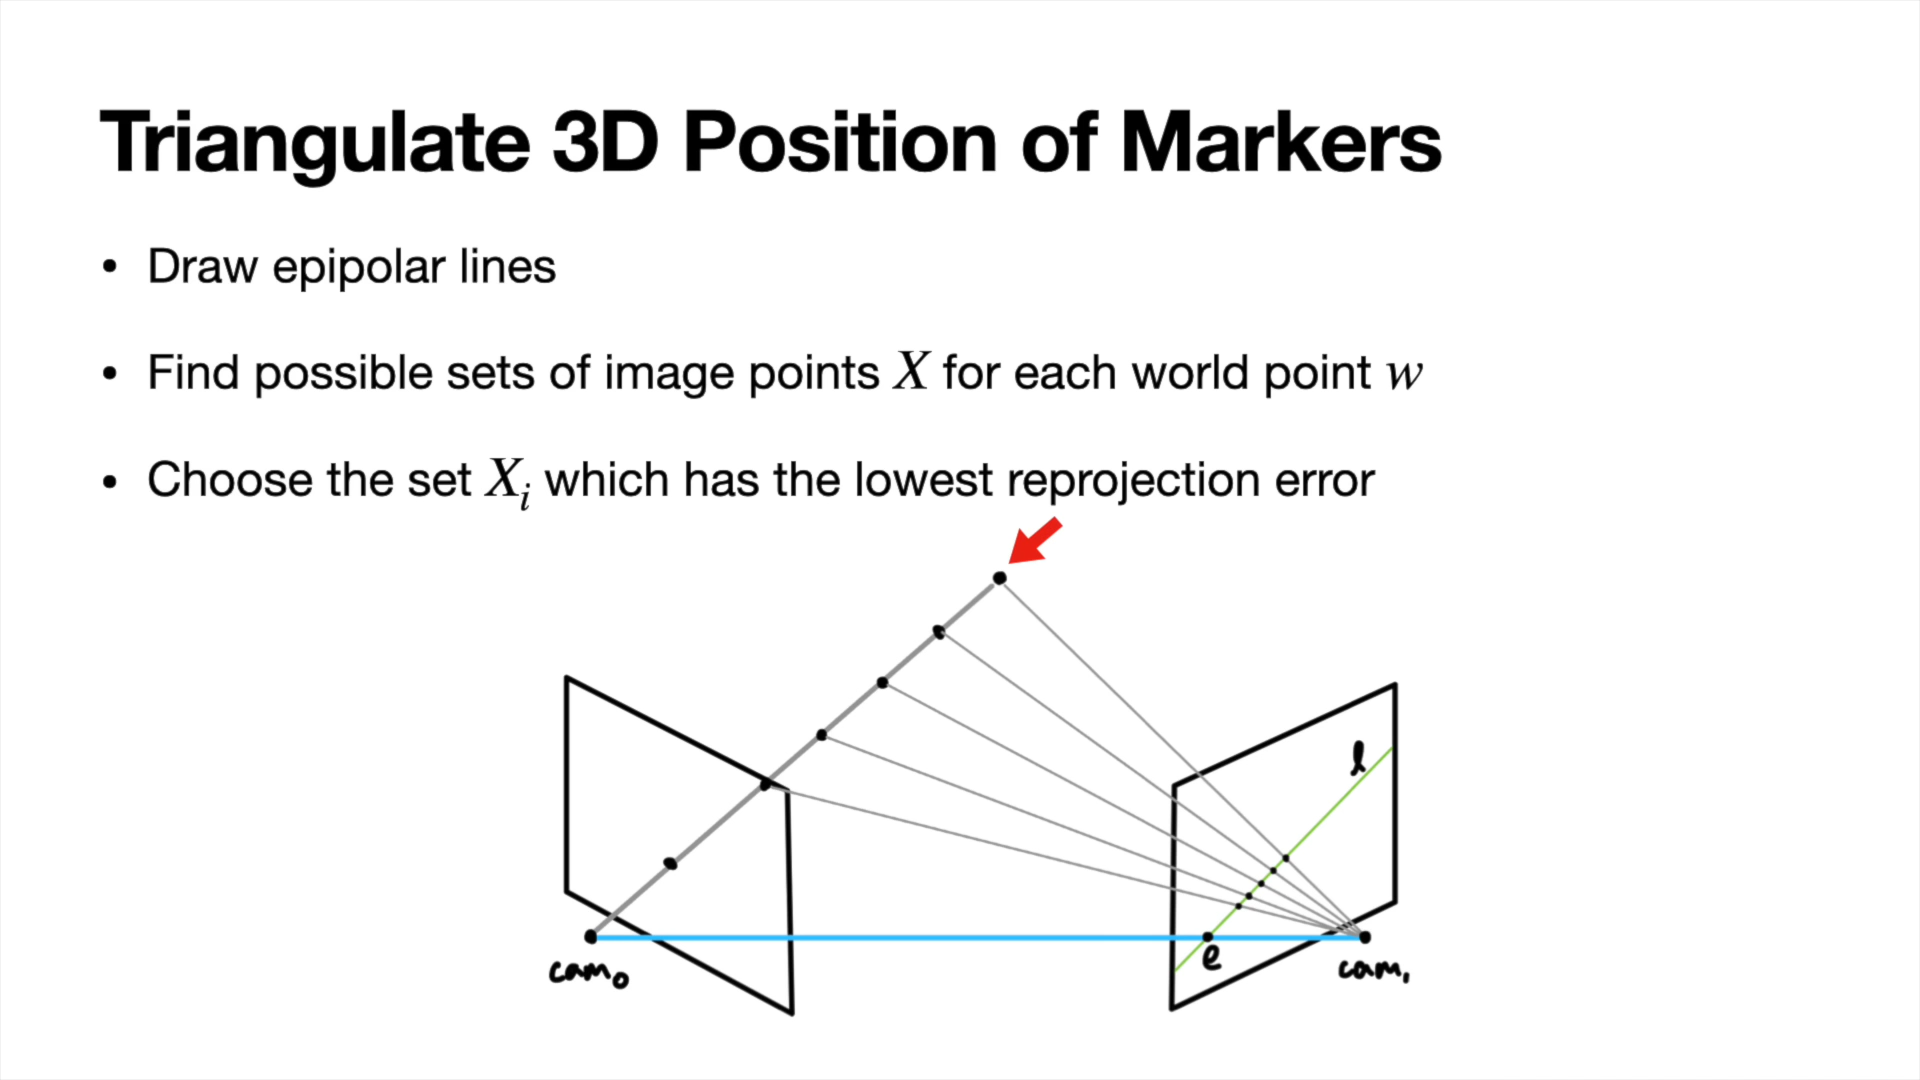 Triangulate 3D Position of Markers
• Draw epipolar lines
• Find possible sets of image points X for each world point w
• Choose the set Xᵢ which has the lowest reprojection error
l
e
cam₀
cam₁